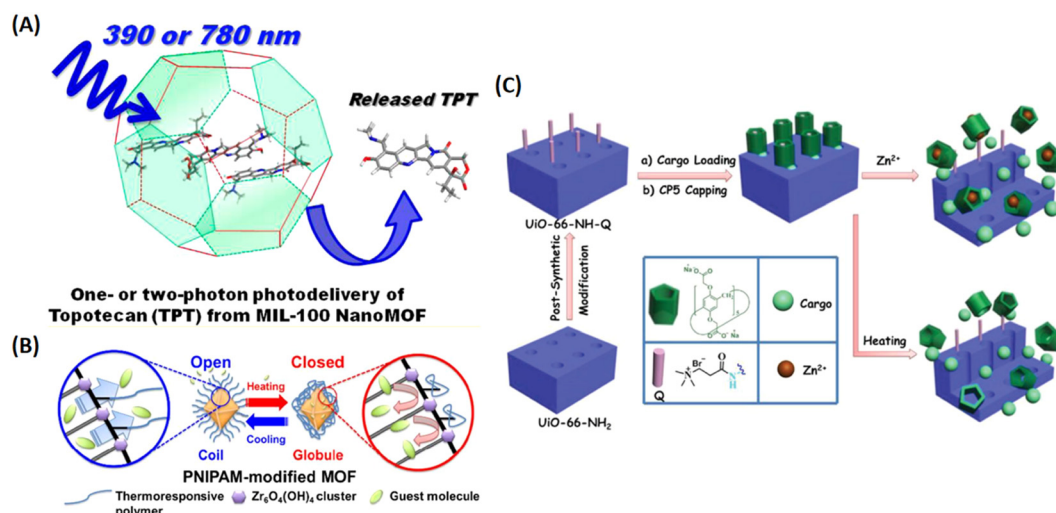 (A)
390 or 780 nm
Released TPT
One- or two-photon photodelivery of
Topotecan (TPT) from MIL-100 NanoMOF
(B)
Open
Closed
Heating
Cooling
Coil
Globule
PNIPAM-modified MOF
Thermoresponsive
polymer
Zr6O4(OH)4 cluster
Guest molecule
(C)
UiO-66-NH-Q
a) Cargo Loading
b) CP5 Capping
Zn²⁺
Post-Synthetic
Modification
UiO-66-NH₂
Cargo
Q
Zn²⁺
Heating